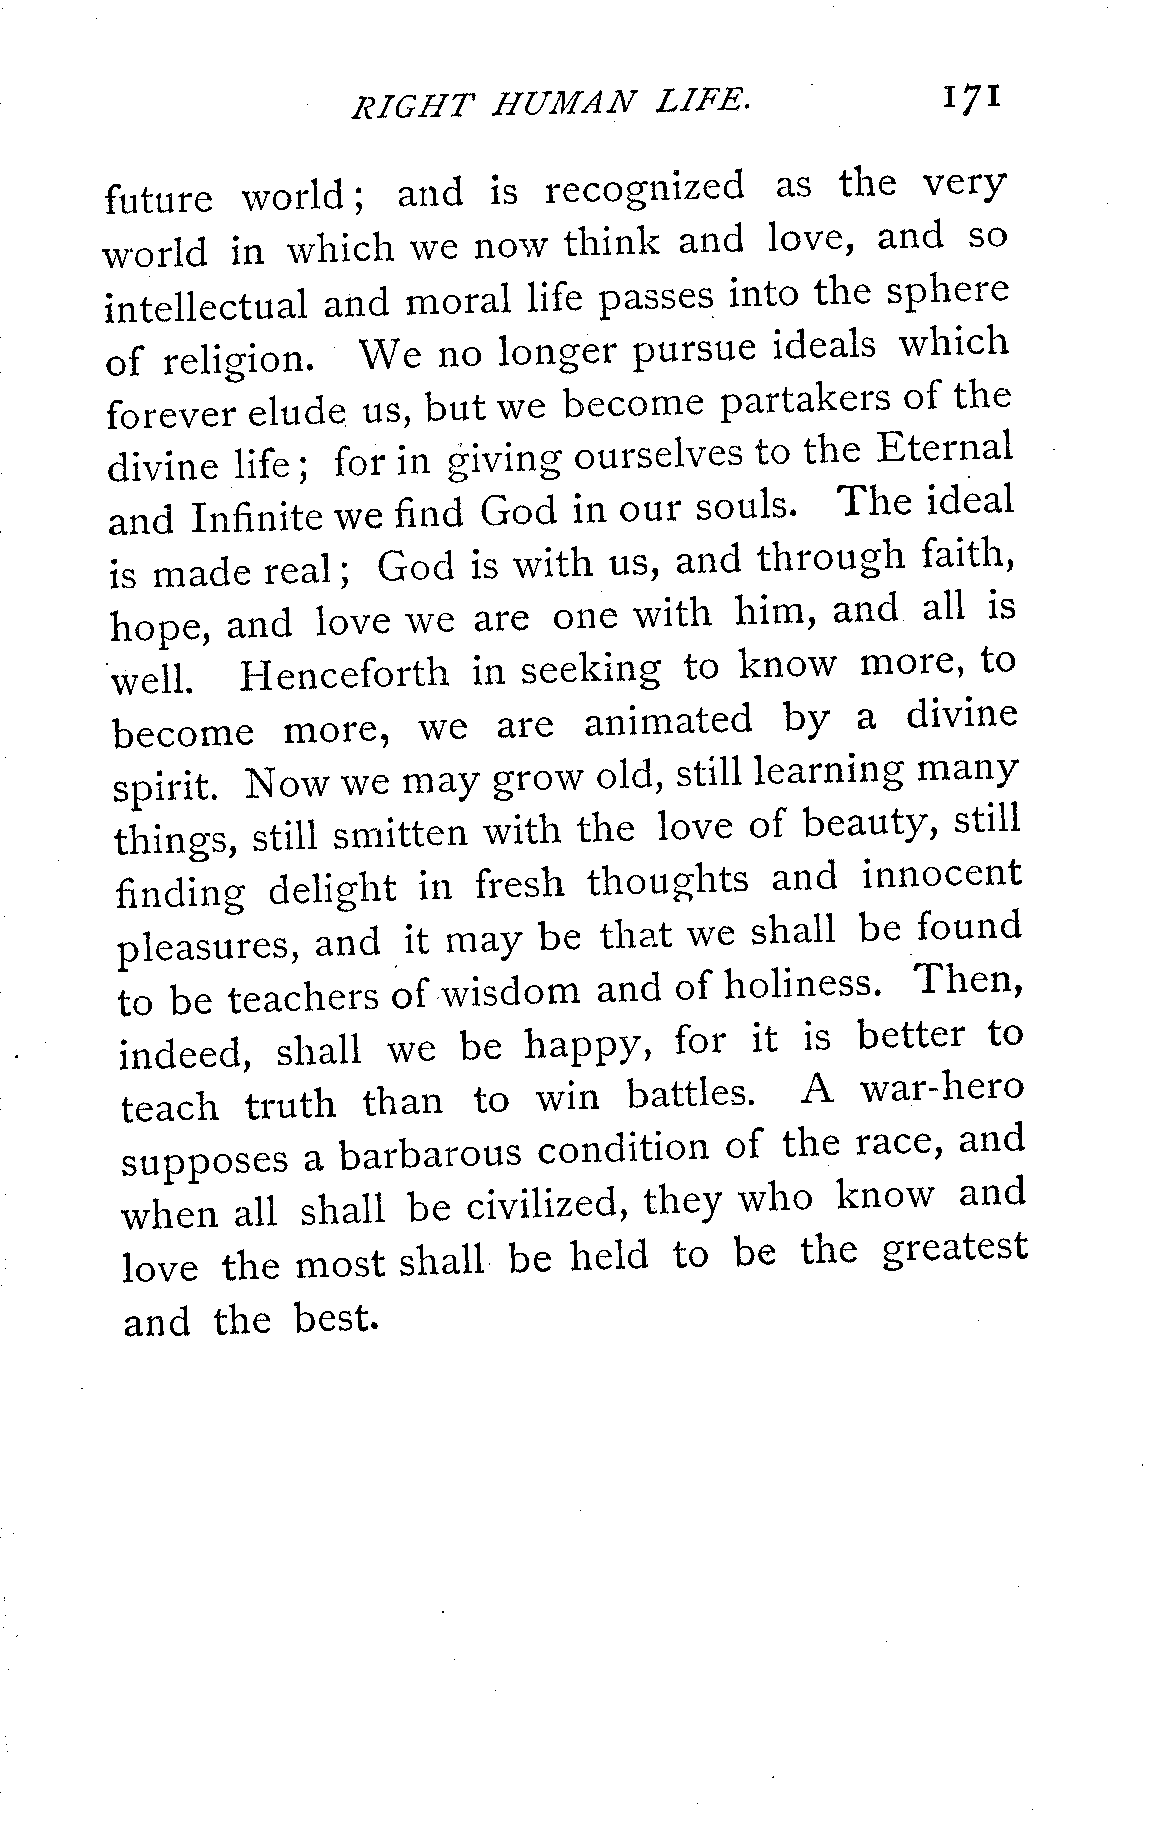 RIGHT HUMAN LIFE. 171
future world; and is recognized as the very
world in which we now think and love, and so
intellectual and moral life passes into the sphere
of religion. We no longer pursue ideals which
forever elude us, but we become partakers of the
divine life; for in giving ourselves to the Eternal
and Infinite we find God in our souls. The ideal
is made real; God is with us, and through faith,
hope, and love we are one with him, and all is
well. Henceforth in seeking to know more, to
become more, we are animated by a divine
spirit. Now we may grow old, still learning many
things, still smitten with the love of beauty, still
finding delight in fresh thoughts and innocent
pleasures, and it may be that we shall be found
to be teachers of wisdom and of holiness. Then,
indeed, shall we be happy, for it is better to
teach truth than to win battles. A war-hero
supposes a barbarous condition of the race, and
when all shall be civilized, they who know and
love the most shall be held to be the greatest
and the best.